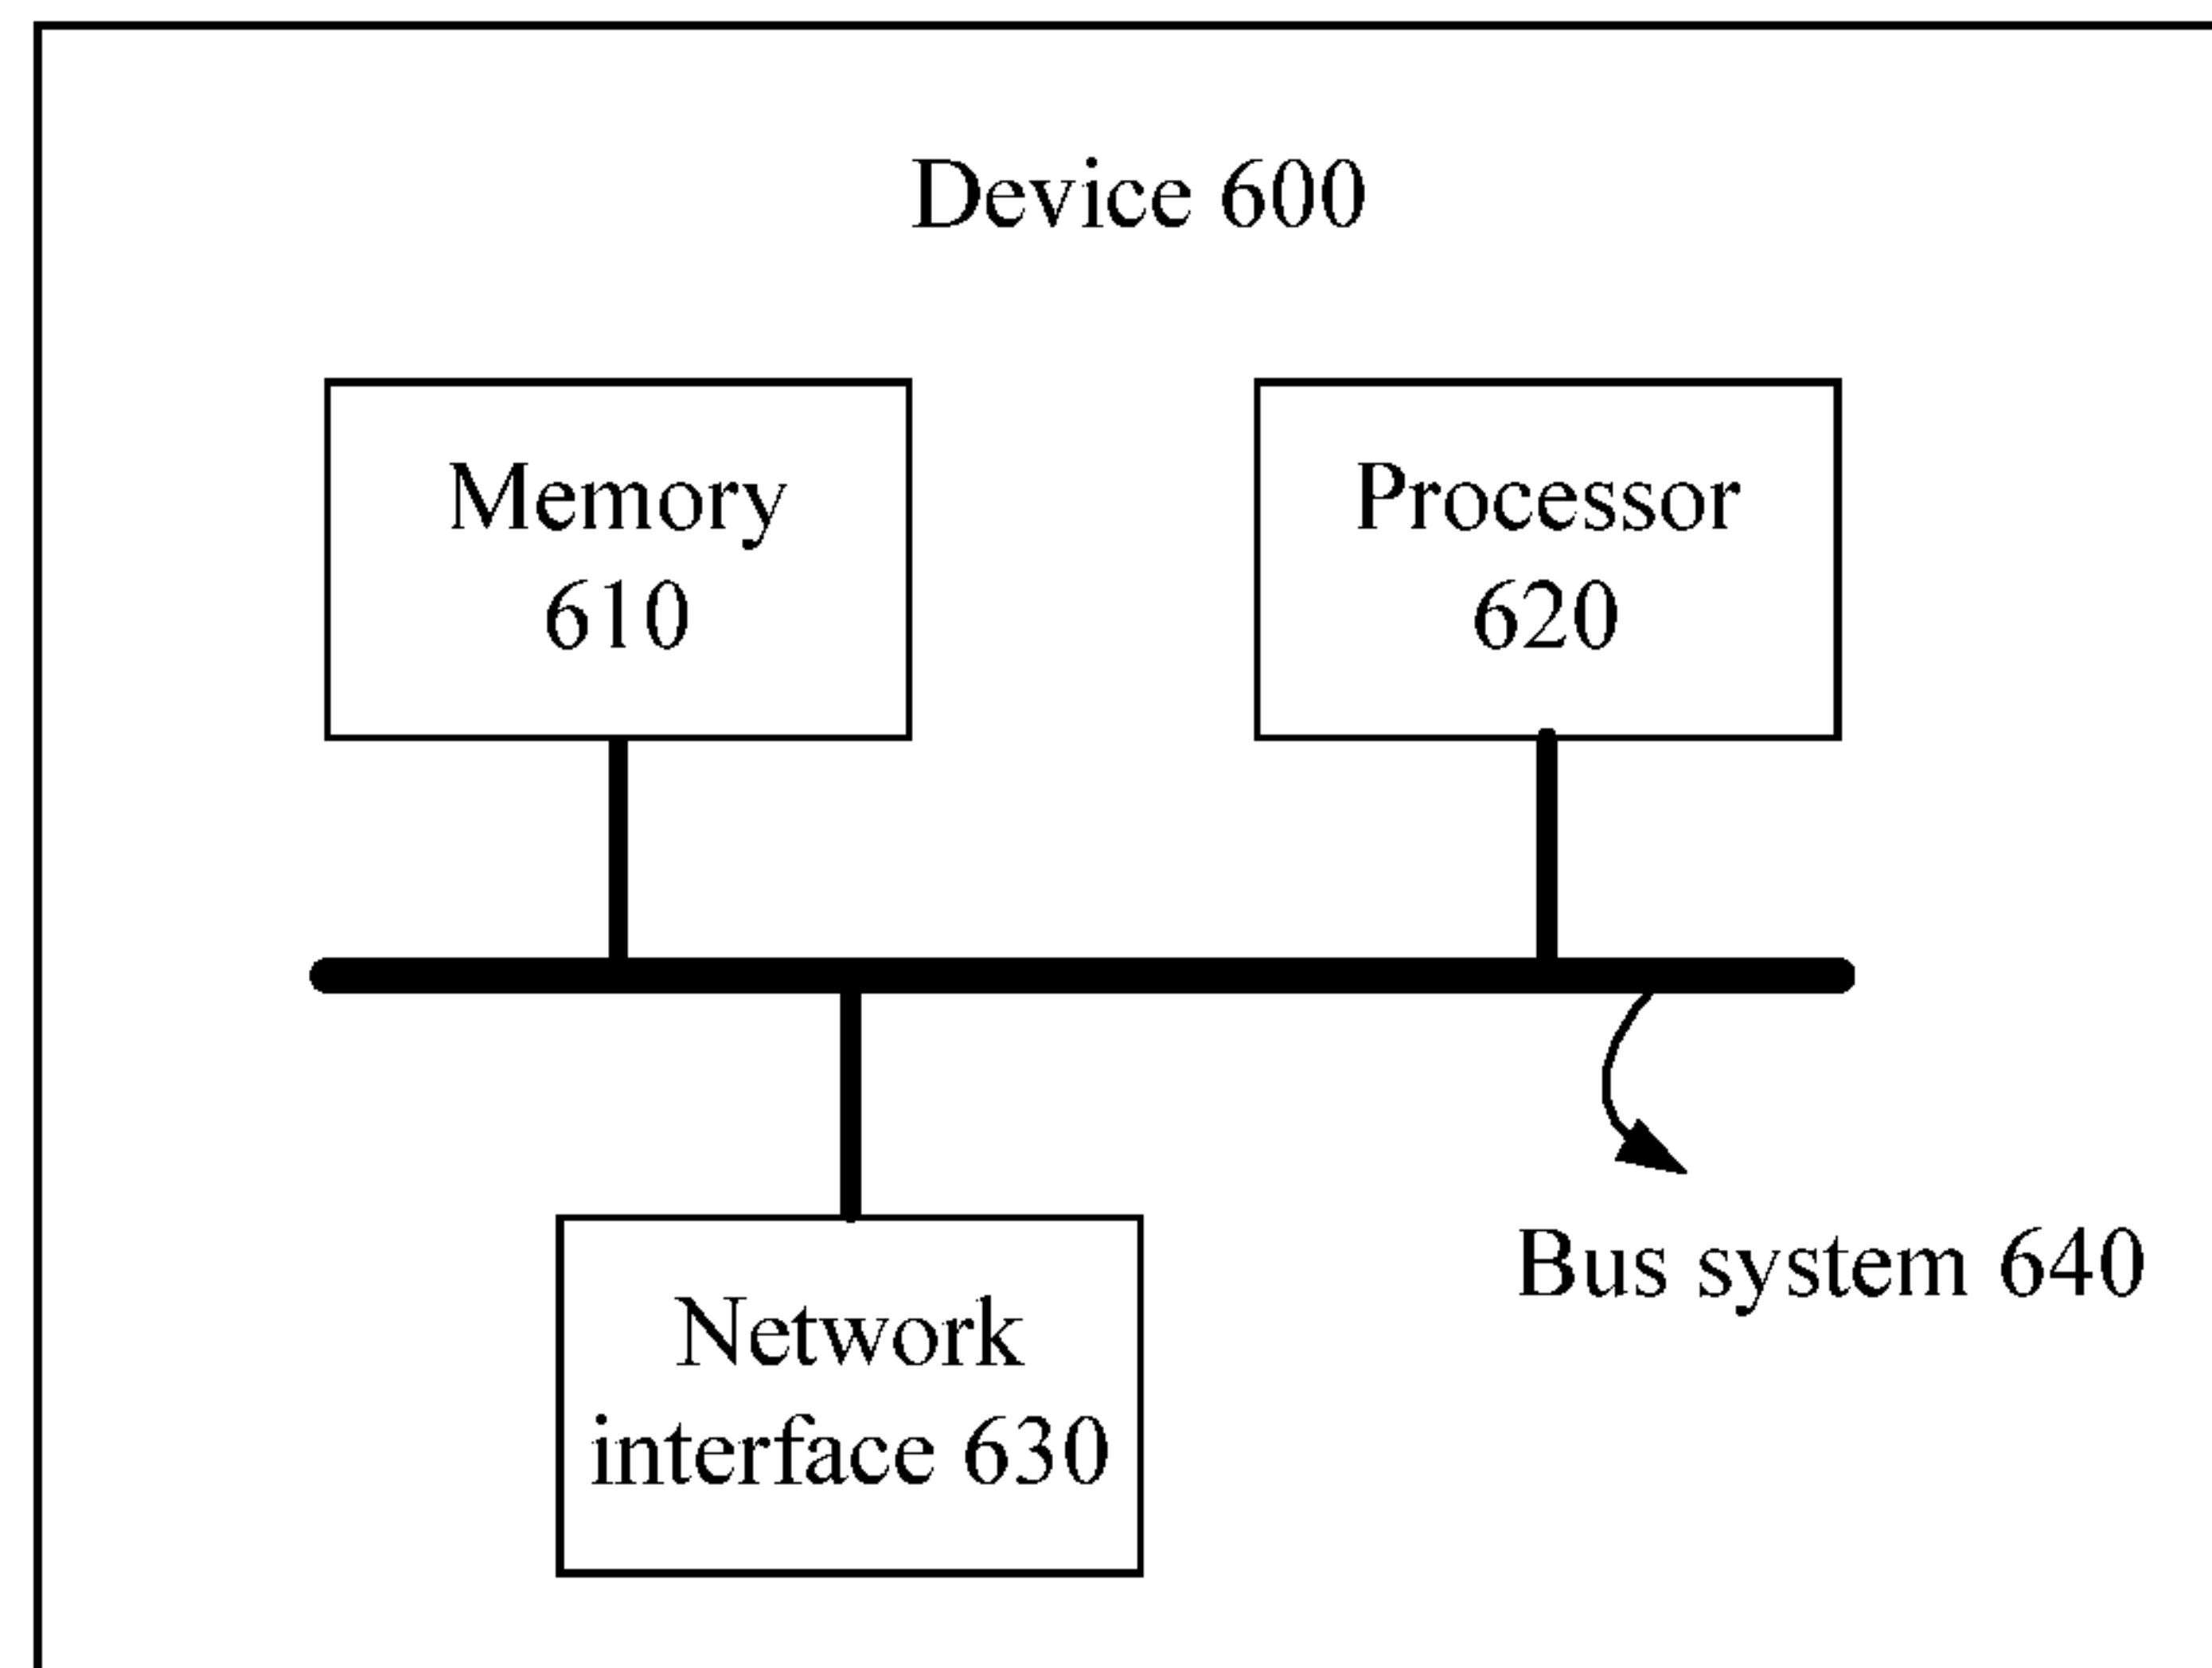 Device 600
Memory
610
Processor
620
Bus system 640
Network
interface 630